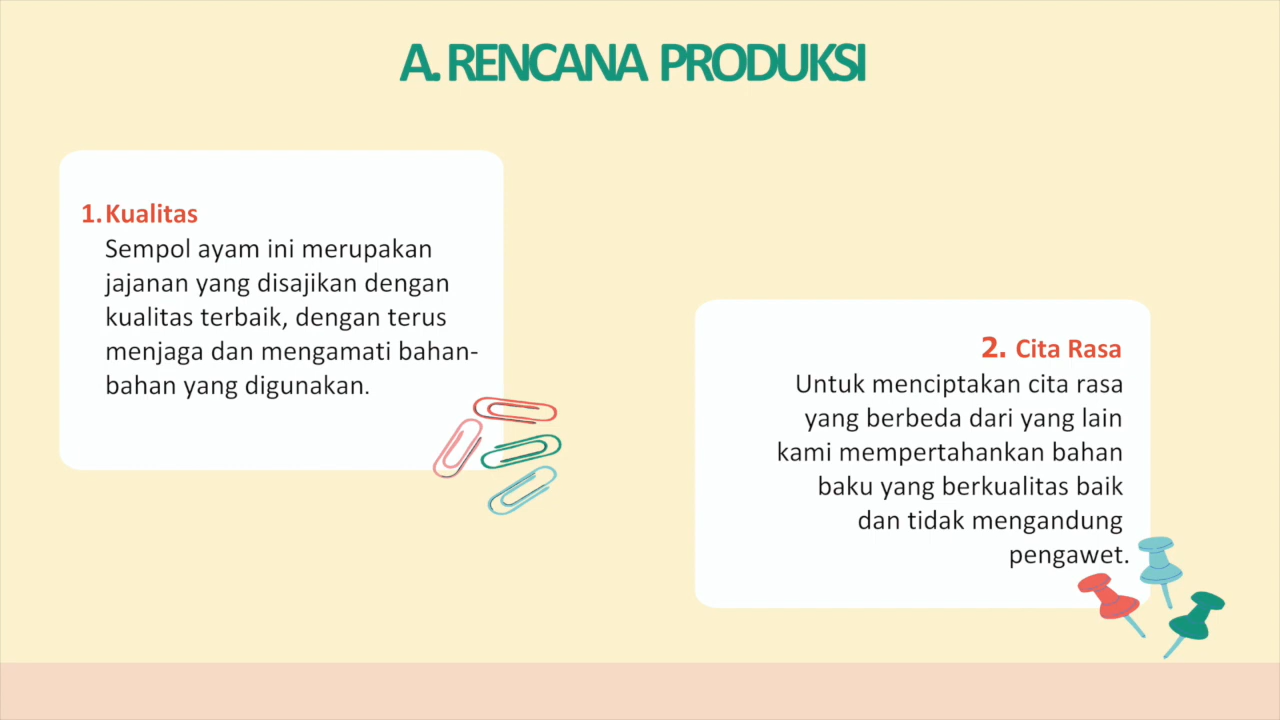 A. RENCANA PRODUKSI
1. Kualitas
Sempol ayam ini merupakan
jajanan yang disajikan dengan
kualitas terbaik, dengan terus
menjaga dan mengamati bahan-
bahan yang digunakan.
2. Cita Rasa
Untuk menciptakan cita rasa
yang berbeda dari yang lain
kami mempertahankan bahan
baku yang berkualitas baik
dan tidak mengandung
pengawet.